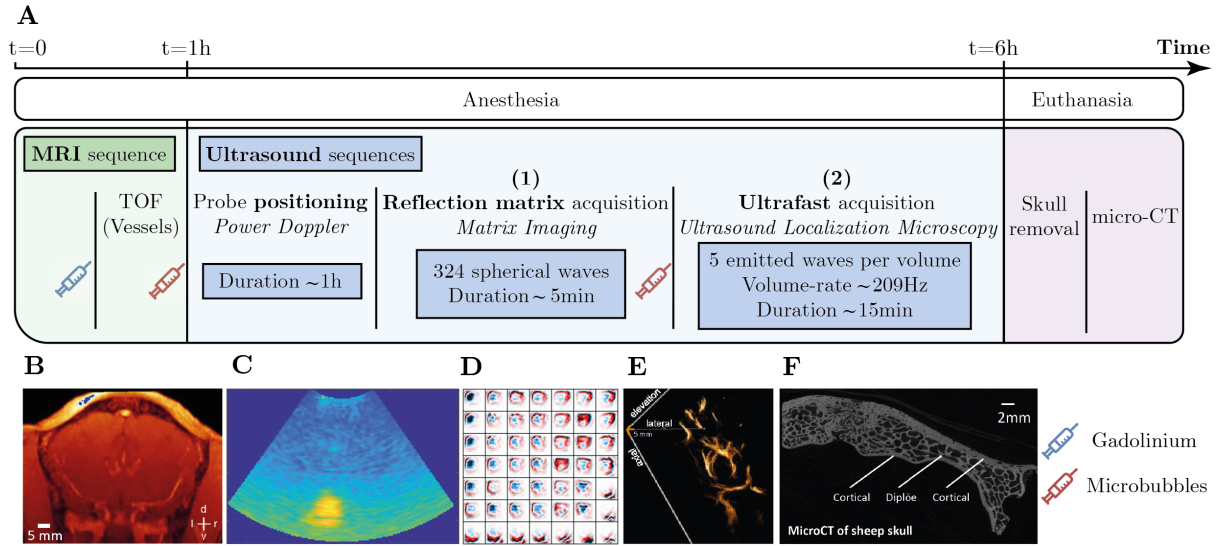 A
t=0
t=1h
t=6h
Time
Anesthesia
Euthanasia
MRI sequence
Ultrasound sequences
TOF
(Vessels)
Probe positioning
Power Doppler
Duration ~1h
(1)
Reflection matrix acquisition
Matrix Imaging
324 spherical waves
Duration ~ 5min
(2)
Ultrafast acquisition
Ultrasound Localization Microscopy
5 emitted waves per volume
Volume-rate ~209Hz
Duration ~15min
Skull
removal
micro-CT
B
d
l r
v
5 mm
C
D
E
elevation
lateral
5 mm
axial
F
2mm
Cortical
Diplöe
Cortical
MicroCT of sheep skull
Gadolinium
Microbubbles